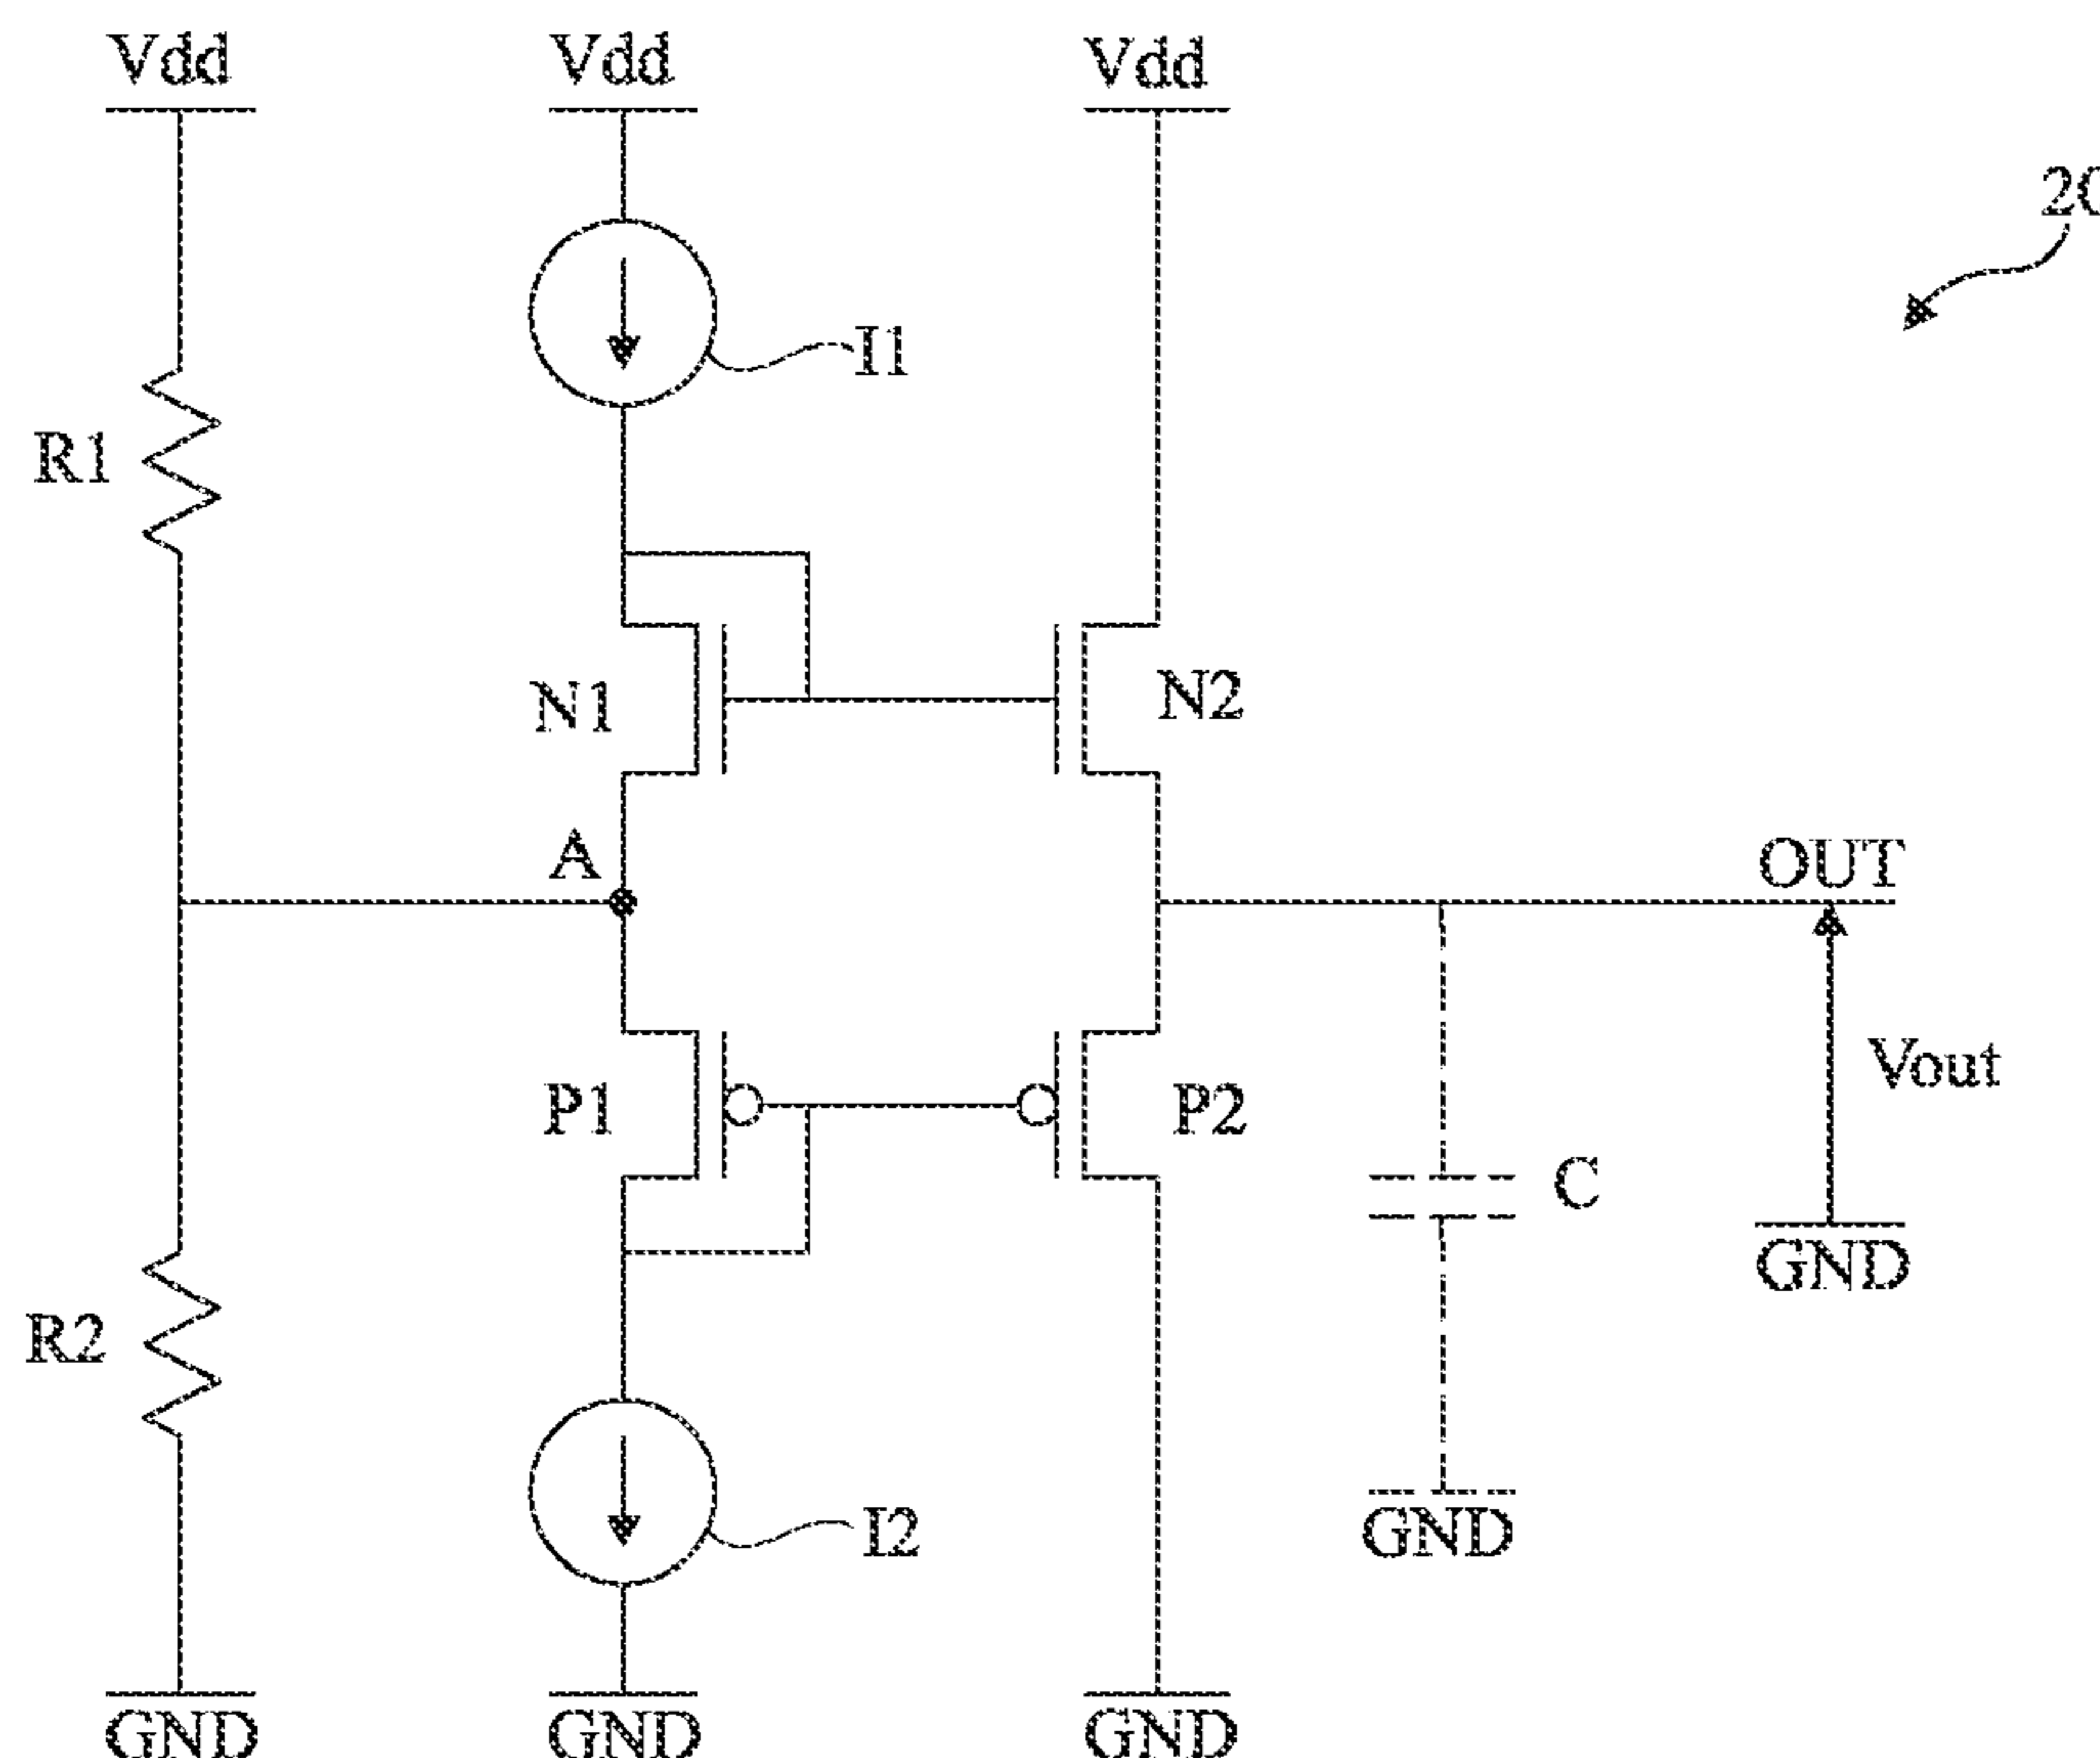 Vdd
Vdd
Vdd
I1
R1
N1
N2
A
OUT
P1
P2
Vout
C
GND
R2
I2
GND
GND
GND
GND